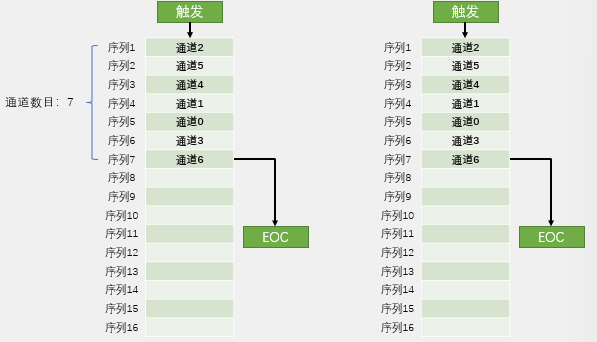 触发
序列1 通道2
序列2 通道5
序列3 通道4
序列4 通道1
序列5 通道0
序列6 通道3
序列7 通道6
序列8
序列9
序列10
序列11
序列12
序列13
序列14
序列15
序列16
通道数目：7
EOC
触发
序列1 通道2
序列2 通道5
序列3 通道4
序列4 通道1
序列5 通道0
序列6 通道3
序列7 通道6
序列8
序列9
序列10
序列11
序列12
序列13
序列14
序列15
序列16
EOC